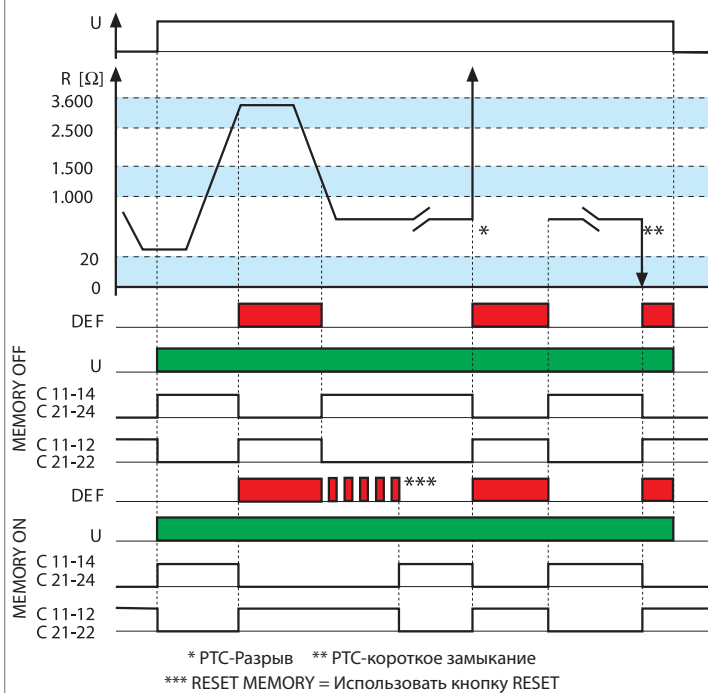 U
R [Ω]
3.600
2.500
1.500
1.000
*
**
20
0
DEF
MEMORY OFF
U
C 11-14
C 21-24
C 11-12
C 21-22
DEF
***
MEMORY ON
U
C 11-14
C 21-24
C 11-12
C 21-22
* РТС-Разрыв ** РТС-короткое замыкание
*** RESET MEMORY = Использовать кнопку RESET